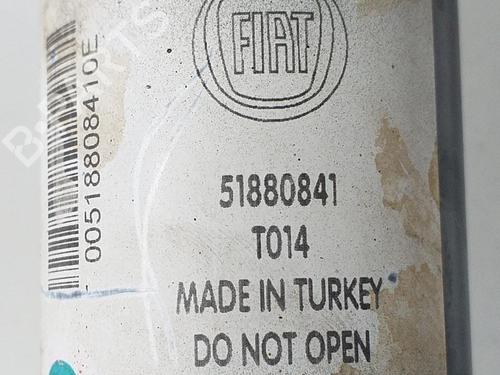 FIAT
51880841
T014
MADE IN TURKEY
DO NOT OPEN
00518808410E